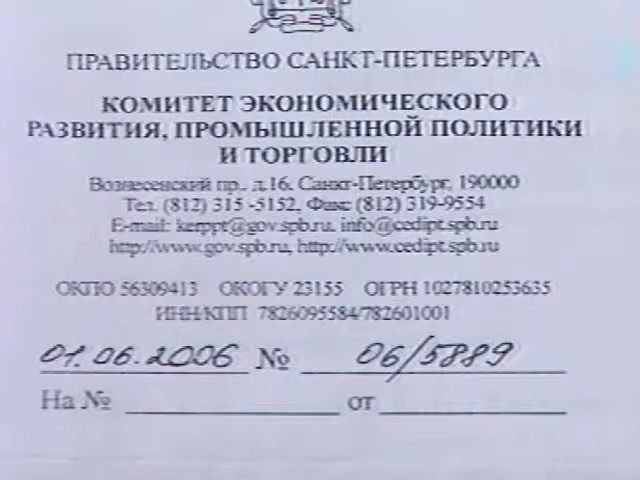 ПРАВИТЕЛЬСТВО САНКТ-ПЕТЕРБУРГА
КОМИТЕТ ЭКОНОМИЧЕСКОГО
РАЗВИТИЯ, ПРОМЫШЛЕННОЙ ПОЛИТИКИ
И ТОРГОВЛИ
Вознесенский пр., д.16, Санкт-Петербург, 190000
Тел. (812) 315 -5152, Факс (812) 319-9554
E-mail: kerppt@gov.spb.ru, info@cedipt.spb.ru
http://www.gov.spb.ru, http://www.cedipt.spb.ru
ОКПО 56309413 ОКОГУ 23155 ОГРН 1027810253635
ИНН/КПП 7826095584/782601001
01.06.2006 № 06/5889
На № от